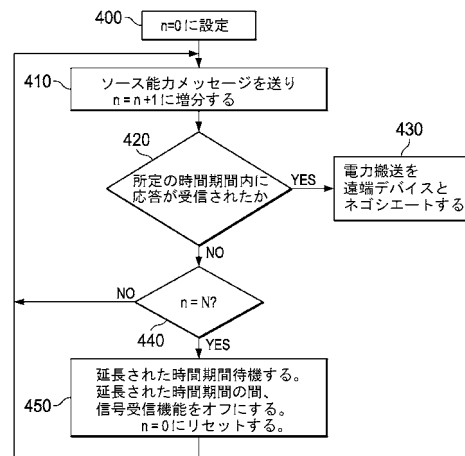 400
n=0に設定
410
ソース能力メッセージを送り
n=n+1に増分する
420
所定の時間期間内に
応答が受信されたか
YES
430
電力搬送を
遠端デバイスと
ネゴシエートする
NO
NO
n=N?
440
YES
450
延長された時間期間待機する。
延長された時間期間の間、
信号受信機能をオフにする。
n=0にリセットする。